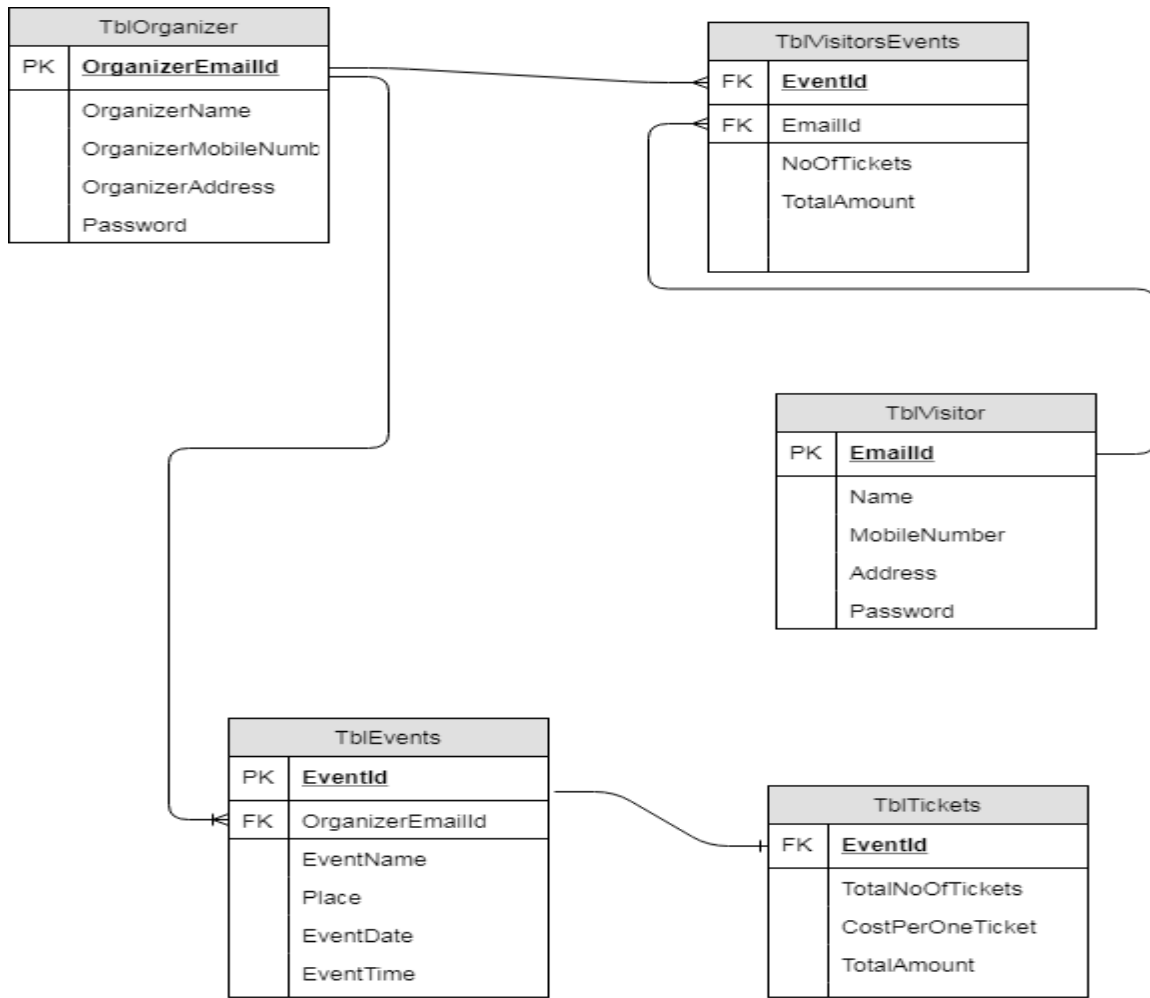 TblOrganizer
PK OrganizerEmailId
OrganizerName
OrganizerMobileNumb
OrganizerAddress
Password
TblVisitorsEvents
FK EventId
FK EmailId
NoOfTickets
TotalAmount
TblVisitor
PK EmailId
Name
MobileNumber
Address
Password
TblEvents
PK EventId
FK OrganizerEmailId
EventName
Place
EventDate
EventTime
TblTickets
FK EventId
TotalNoOfTickets
CostPerOneTicket
TotalAmount